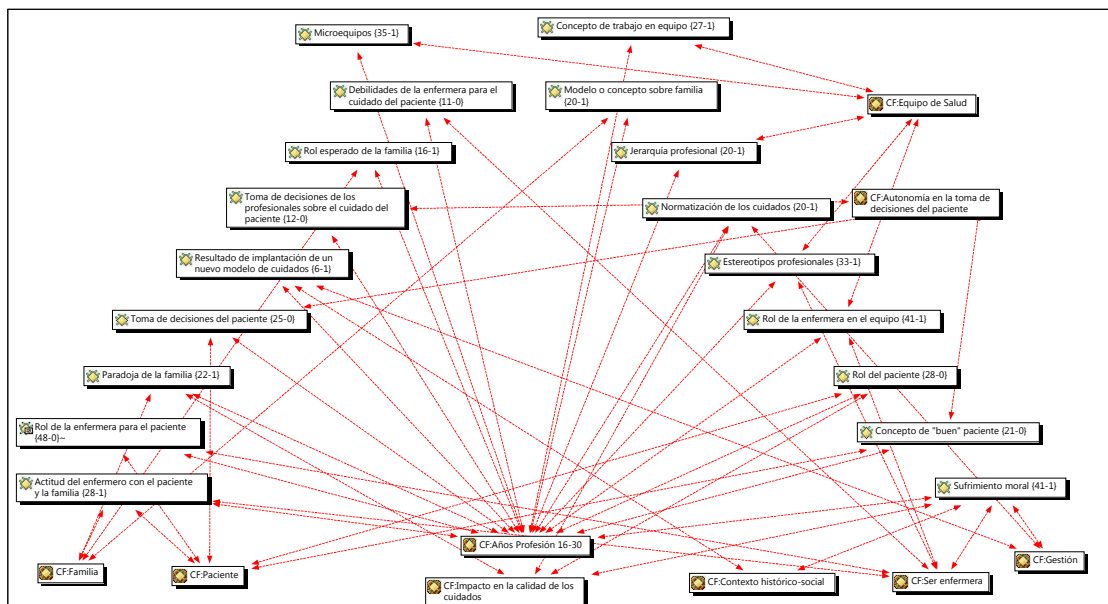 Microequipos {35-1}
Concepto de trabajo en equipo {27-1}
Debilidades de la enfermera para el
cuidado del paciente {11-0}
Modelo o concepto sobre familia
{20-1}
CF:Equipo de Salud
Rol esperado de la familia {16-1}
Jerarquía profesional {20-1}
Toma de decisiones de los
profesionales sobre el cuidado del
paciente {12-0}
Normatización de los cuidados {20-1}
CF:Autonomía en la toma de
decisiones del paciente
Resultado de implantación de un
nuevo modelo de cuidados {6-1}
Estereotipos profesionales {33-1}
Toma de decisiones del paciente {25-0}
Rol de la enfermera en el equipo {41-1}
Paradoja de la familia {22-1}
Rol del paciente {28-0}
Rol de la enfermera para el paciente
{48-0}~
Concepto de "buen" paciente {21-0}
Actitud del enfermero con el paciente
y la familia {28-1}
Sufrimiento moral {41-1}
CF:Años Profesión 16-30
CF:Familia
CF:Paciente
CF:Impacto en la calidad de los
cuidados
CF:Contexto histórico-social
CF:Ser enfermera
CF:Gestión